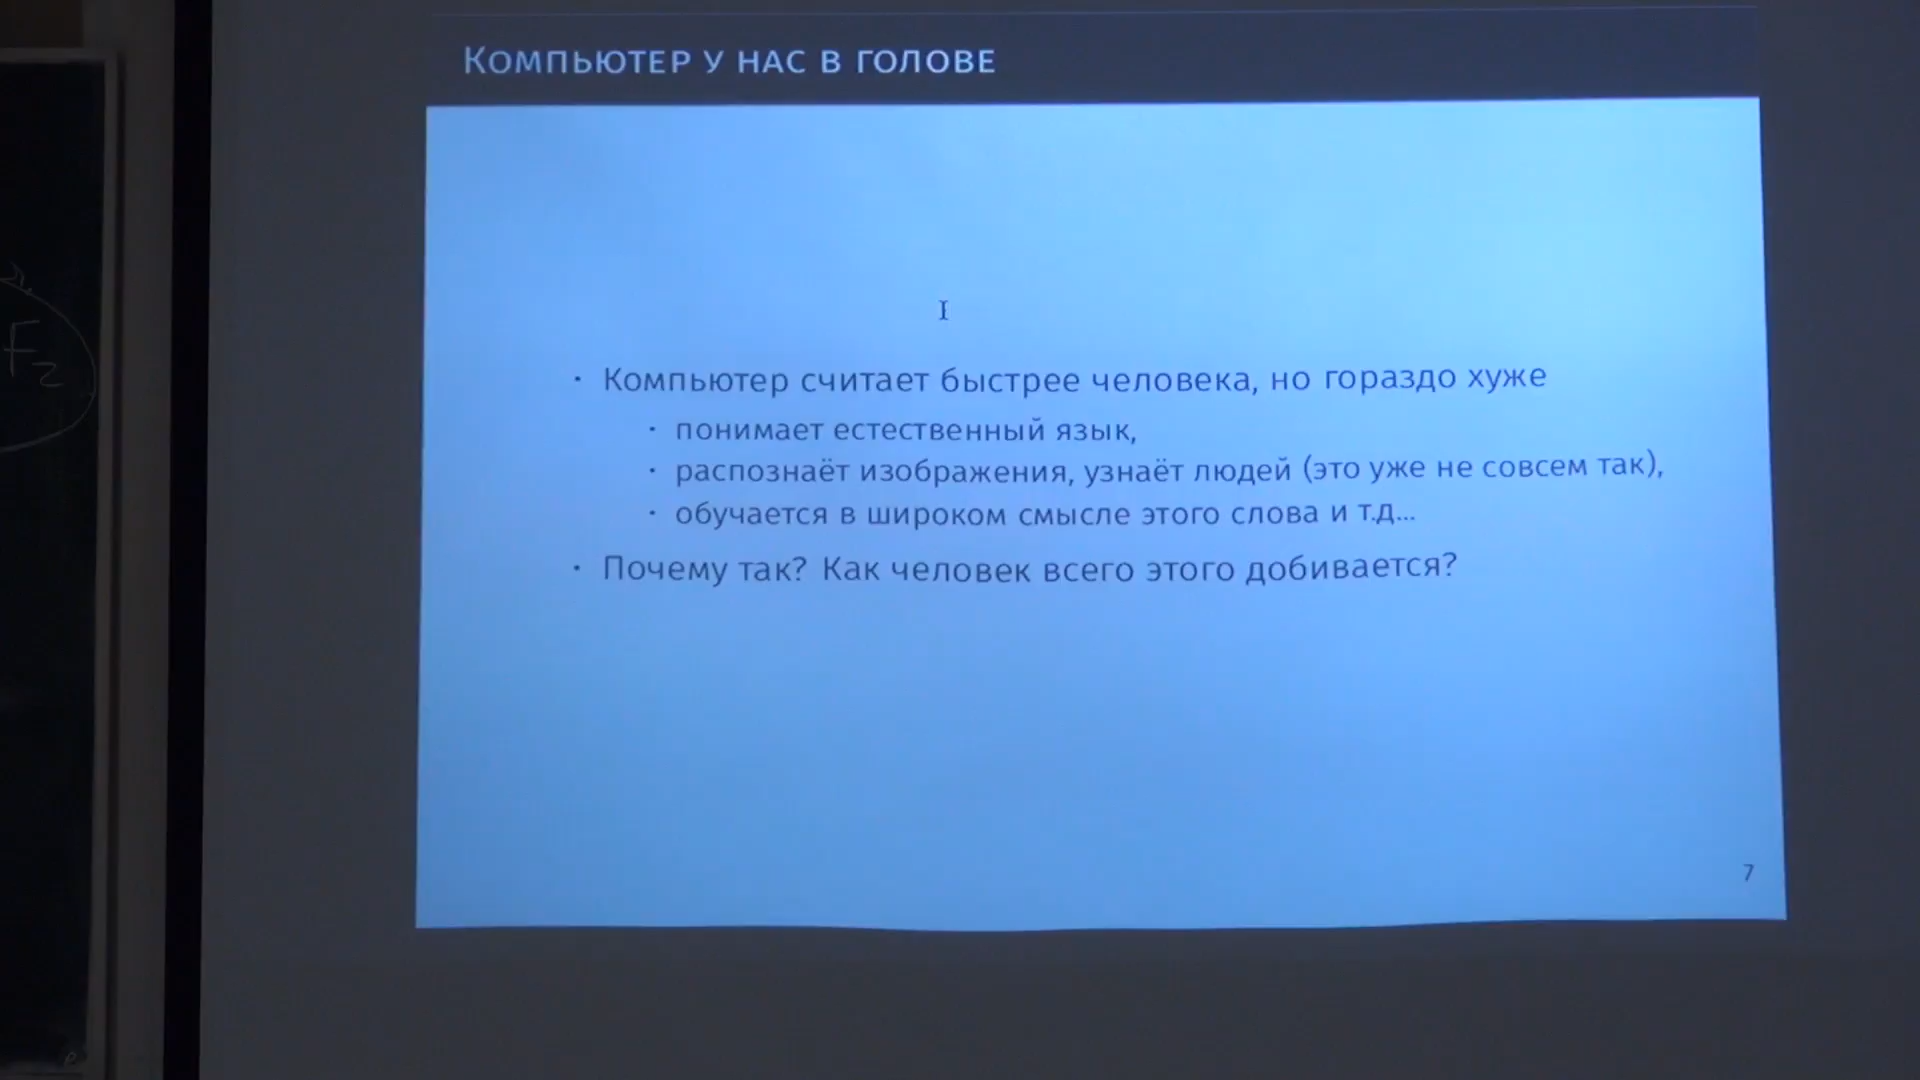 Компьютер у нас в голове
· Компьютер считает быстрее человека, но гораздо хуже
· понимает естественный язык,
· распознаёт изображения, узнаёт людей (это уже не совсем так),
· обучается в широком смысле этого слова и т.д...
· Почему так? Как человек всего этого добивается?
7
F2